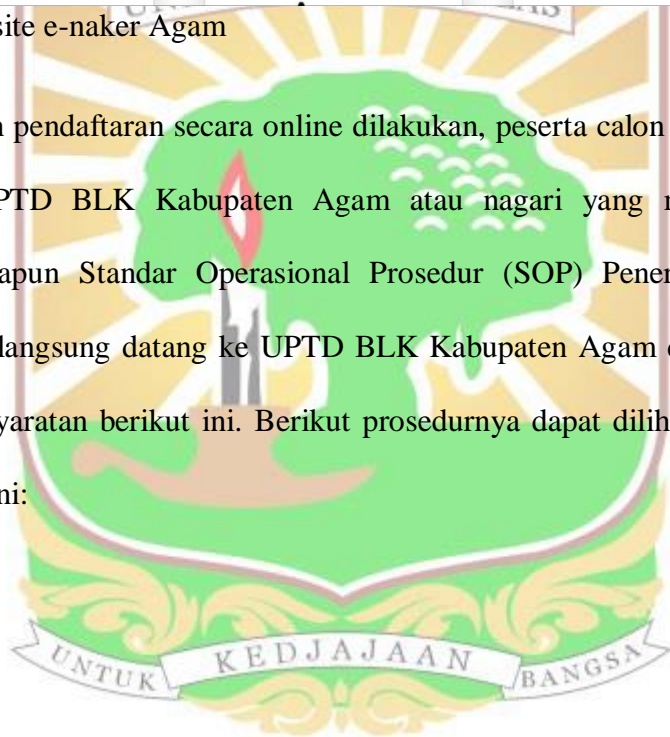 site e-naker Agam
pendaftaran secara online dilakukan, peserta calon
PTD BLK Kabupaten Agam atau nagari yang
apun Standar Operasional Prosedur (SOP) Pener
langsung datang ke UPTD BLK Kabupaten Agam
yaratan berikut ini. Berikut prosedurnya dapat dilih
ni:
UNTUK KEDJAJAAN BANGSA